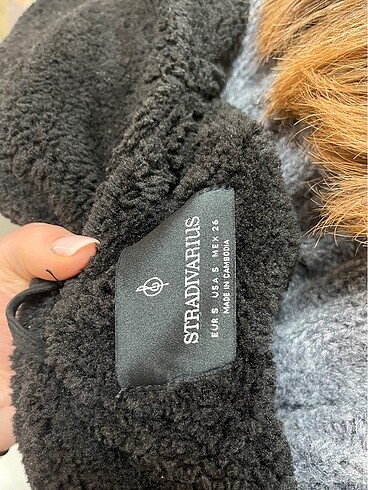 STRADIVARIUS
EUR S USA S MEX 26
MADE IN CAMBODIA